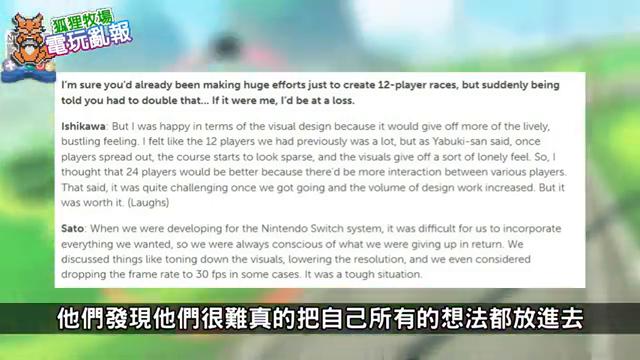 狐狸牧場
電玩亂報
I'm sure you'd already been making huge efforts just to create 12-player races, but suddenly being
told you had to double that... If it were me, I'd be at a loss.
Ishikawa: But I was happy in terms of the visual design because it would give off more of the lively,
bustling feeling. I felt like the 12 players we had previously was a lot, but as Yabuki-san said, once
players spread out, the course starts to look sparse, and the visuals give off a sort of lonely feel. So, I
thought that 24 players would be better because there'd be more interaction between various players.
That said, it was quite challenging once we got going and the volume of design work increased. But it
was worth it. (Laughs)
Sato: When we were developing for the Nintendo Switch system, it was difficult for us to incorporate
everything we wanted, so we were always conscious of what we were giving up in return. We
discussed things like toning down the visuals, lowering the resolution, and we even considered
dropping the frame rate to 30 fps in some cases. It was a tough situation.
他們發現他們很難真的把自己所有的想法都放進去